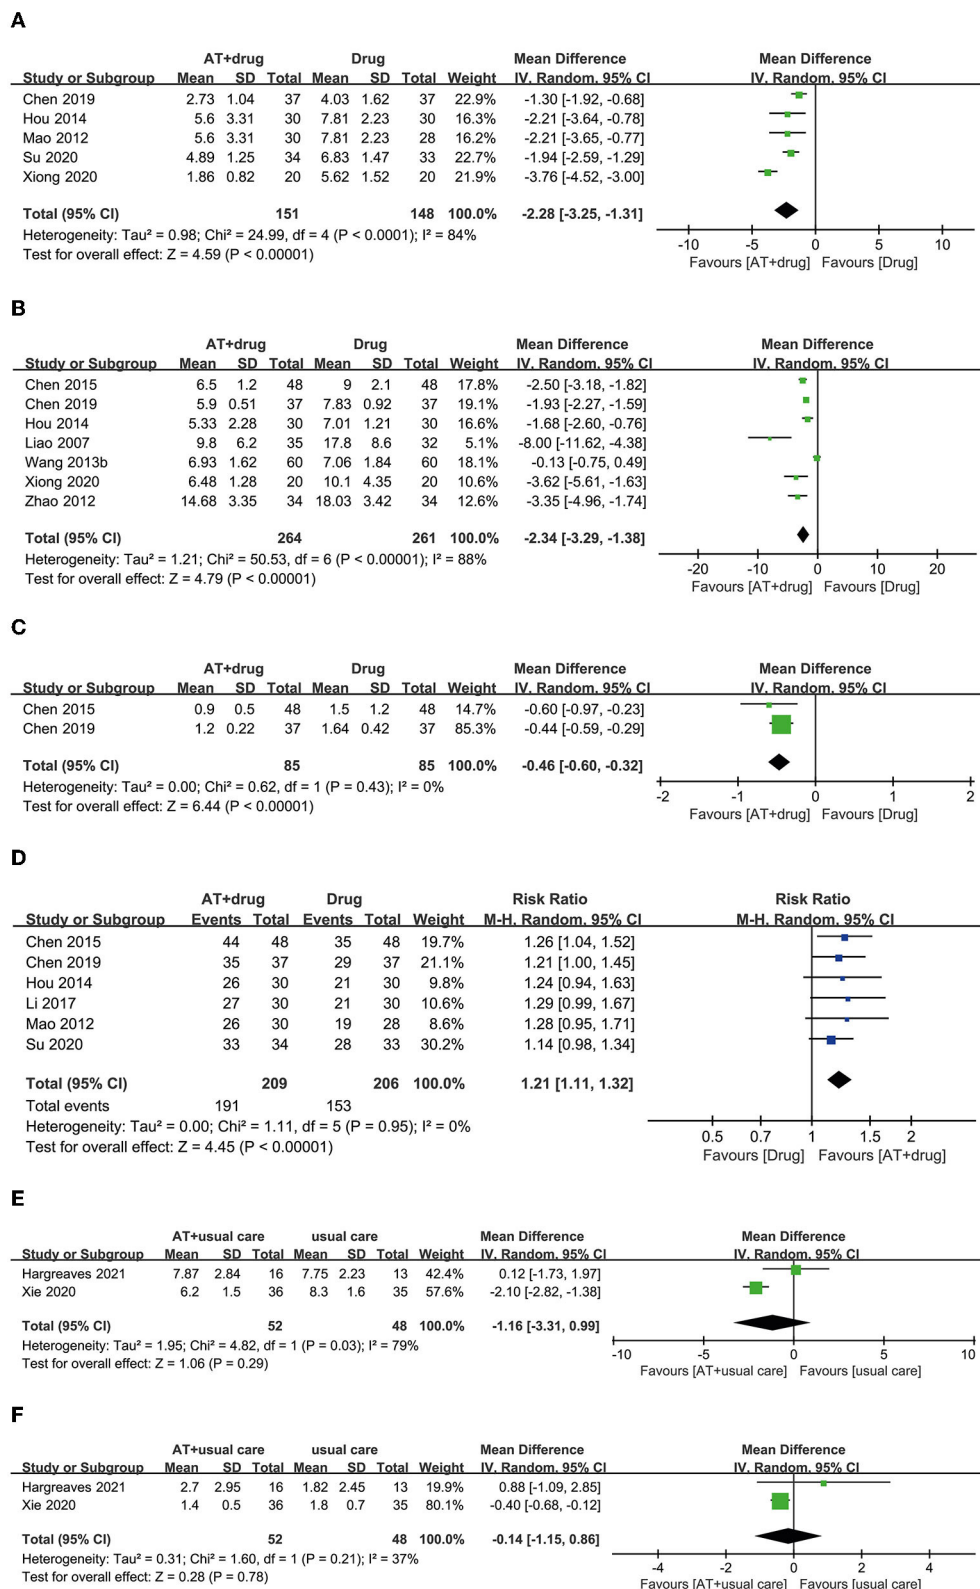 A
AT+drug Drug Mean Difference Mean Difference
Study or Subgroup Mean SD Total Mean SD Total Weight IV, Random, 95% CI IV, Random, 95% CI
Chen 2019 2.73 1.04 37 4.03 1.62 37 22.9% -1.30 [-1.92, -0.68]
Hou 2014 5.6 3.31 30 7.81 2.23 30 16.3% -2.21 [-3.64, -0.78]
Mao 2012 5.6 3.31 30 7.81 2.23 28 16.2% -2.21 [-3.65, -0.77]
Su 2020 4.89 1.25 34 6.83 1.47 33 22.7% -1.94 [-2.59, -1.29]
Xiong 2020 1.86 0.82 20 5.62 1.52 20 21.9% -3.76 [-4.52, -3.00]
Total (95% CI) 151 148 100.0% -2.28 [-3.25, -1.31]
Heterogeneity: Tau² = 0.98; Chi² = 24.99, df = 4 (P < 0.0001); I² = 84%
Test for overall effect: Z = 4.59 (P < 0.00001)
-10 -5 0 5 10
Favours [AT+drug] Favours [Drug]
B
AT+drug Drug Mean Difference Mean Difference
Study or Subgroup Mean SD Total Mean SD Total Weight IV, Random, 95% CI IV, Random, 95% CI
Chen 2015 6.5 1.2 48 9 2.1 48 17.8% -2.50 [-3.18, -1.82]
Chen 2019 5.9 0.51 37 7.83 0.92 37 19.1% -1.93 [-2.27, -1.59]
Hou 2014 5.33 2.28 30 7.01 1.21 30 16.6% -1.68 [-2.60, -0.76]
Liao 2007 9.8 6.2 35 17.8 8.6 32 5.1% -8.00 [-11.62, -4.38]
Wang 2013b 6.93 1.62 60 7.06 1.84 60 18.1% -0.13 [-0.75, 0.49]
Xiong 2020 6.48 1.28 20 10.1 4.35 20 10.6% -3.62 [-5.61, -1.63]
Zhao 2012 14.68 3.35 34 18.03 3.42 34 12.6% -3.35 [-4.96, -1.74]
Total (95% CI) 264 261 100.0% -2.34 [-3.29, -1.38]
Heterogeneity: Tau² = 1.21; Chi² = 50.53, df = 6 (P < 0.00001); I² = 88%
Test for overall effect: Z = 4.79 (P < 0.00001)
-20 -10 0 10 20
Favours [AT+drug] Favours [Drug]
C
AT+drug Drug Mean Difference Mean Difference
Study or Subgroup Mean SD Total Mean SD Total Weight IV, Random, 95% CI IV, Random, 95% CI
Chen 2015 0.9 0.5 48 1.5 1.2 48 14.7% -0.60 [-0.97, -0.23]
Chen 2019 1.2 0.22 37 1.64 0.42 37 85.3% -0.44 [-0.59, -0.29]
Total (95% CI) 85 85 100.0% -0.46 [-0.60, -0.32]
Heterogeneity: Tau² = 0.00; Chi² = 0.62, df = 1 (P = 0.43); I² = 0%
Test for overall effect: Z = 6.44 (P < 0.00001)
-2 -1 0 1 2
Favours [AT+drug] Favours [Drug]
D
AT+drug Drug Risk Ratio Risk Ratio
Study or Subgroup Events Total Events Total Weight M-H, Random, 95% CI M-H, Random, 95% CI
Chen 2015 44 48 35 48 19.7% 1.26 [1.04, 1.52]
Chen 2019 35 37 29 37 21.1% 1.21 [1.00, 1.45]
Hou 2014 26 30 21 30 9.8% 1.24 [0.94, 1.63]
Li 2017 27 30 21 30 10.6% 1.29 [0.99, 1.67]
Mao 2012 26 30 19 28 8.6% 1.28 [0.95, 1.71]
Su 2020 33 34 28 33 30.2% 1.14 [0.98, 1.34]
Total (95% CI) 209 206 100.0% 1.21 [1.11, 1.32]
Total events 191 153
Heterogeneity: Tau² = 0.00; Chi² = 1.11, df = 5 (P = 0.95); I² = 0%
Test for overall effect: Z = 4.45 (P < 0.00001)
0.5 0.7 1 1.5 2
Favours [Drug] Favours [AT+drug]
E
AT+usual care usual care Mean Difference Mean Difference
Study or Subgroup Mean SD Total Mean SD Total Weight IV, Random, 95% CI IV, Random, 95% CI
Hargreaves 2021 7.87 2.84 16 7.75 2.23 13 42.4% 0.12 [-1.73, 1.97]
Xie 2020 6.2 1.5 36 8.3 1.6 35 57.6% -2.10 [-2.82, -1.38]
Total (95% CI) 52 48 100.0% -1.16 [-3.31, 0.99]
Heterogeneity: Tau² = 1.95; Chi² = 4.82, df = 1 (P = 0.03); I² = 79%
Test for overall effect: Z = 1.06 (P = 0.29)
-10 -5 0 5 10
Favours [AT+usual care] Favours [usual care]
F
AT+usual care usual care Mean Difference Mean Difference
Study or Subgroup Mean SD Total Mean SD Total Weight IV, Random, 95% CI IV, Random, 95% CI
Hargreaves 2021 2.7 2.95 16 1.82 2.45 13 19.9% 0.88 [-1.09, 2.85]
Xie 2020 1.4 0.5 36 1.8 0.7 35 80.1% -0.40 [-0.68, -0.12]
Total (95% CI) 52 48 100.0% -0.14 [-1.15, 0.86]
Heterogeneity: Tau² = 0.31; Chi² = 1.60, df = 1 (P = 0.21); I² = 37%
Test for overall effect: Z = 0.28 (P = 0.78)
-4 -2 0 2 4
Favours [AT+usual care] Favours [usual care]